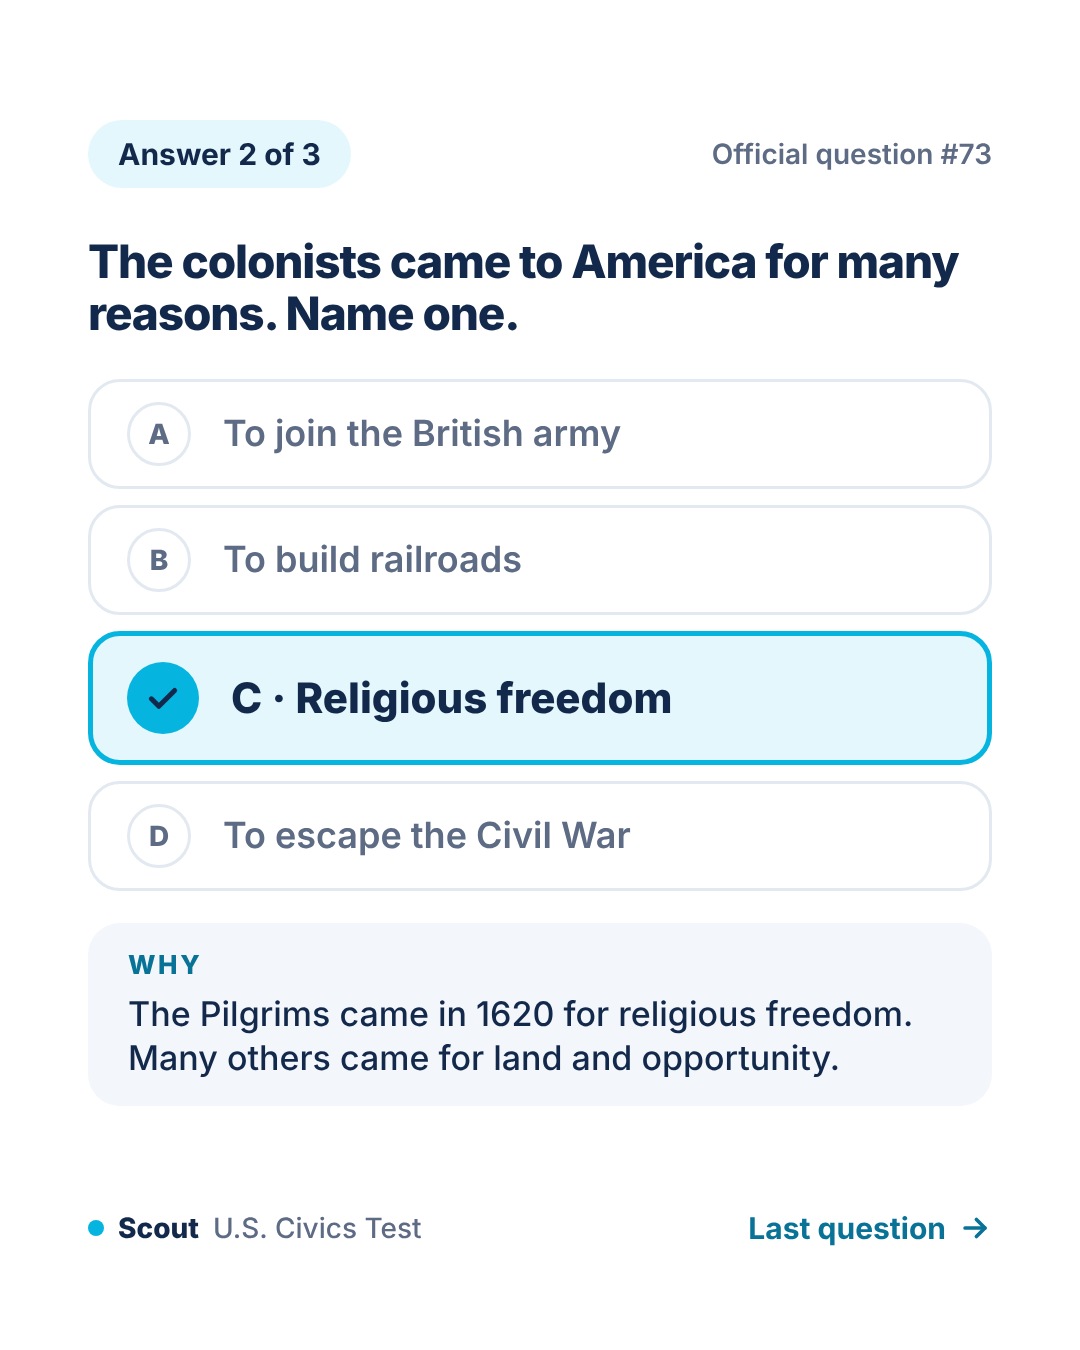 Answer 2 of 3
Official question #73
The colonists came to America for many
reasons. Name one.
A To join the British army
B To build railroads
C · Religious freedom
D To escape the Civil War
WHY
The Pilgrims came in 1620 for religious freedom.
Many others came for land and opportunity.
Scout U.S. Civics Test
Last question →